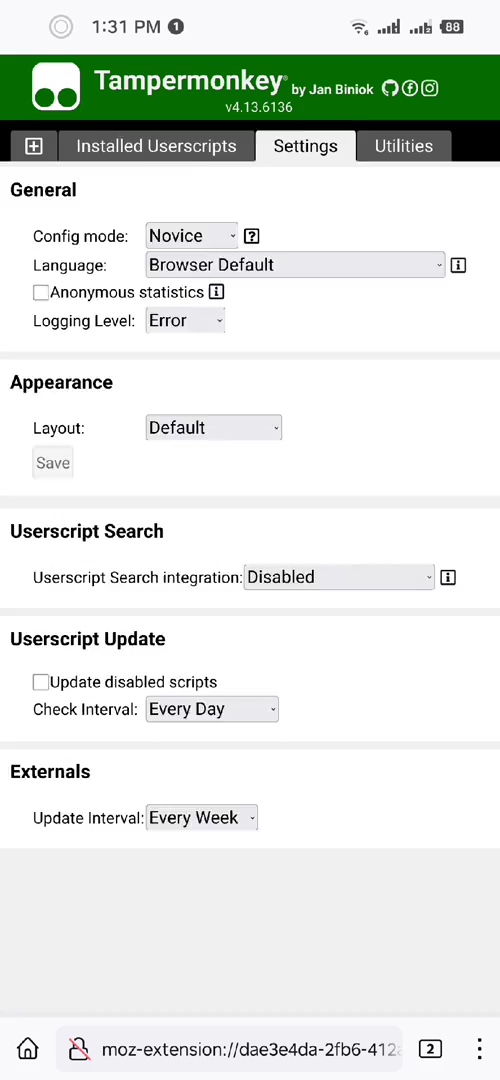 1:31 PM 1 6 2 88
Tampermonkey® by Jan Biniok
v4.13.6136
Installed Userscripts Settings Utilities
General
Config mode: Novice ?
Language: Browser Default i
Anonymous statistics i
Logging Level: Error
Appearance
Layout: Default
Save
Userscript Search
Userscript Search integration: Disabled i
Userscript Update
Update disabled scripts
Check Interval: Every Day
Externals
Update Interval: Every Week
moz-extension://dae3e4da-2fb6-412a 2